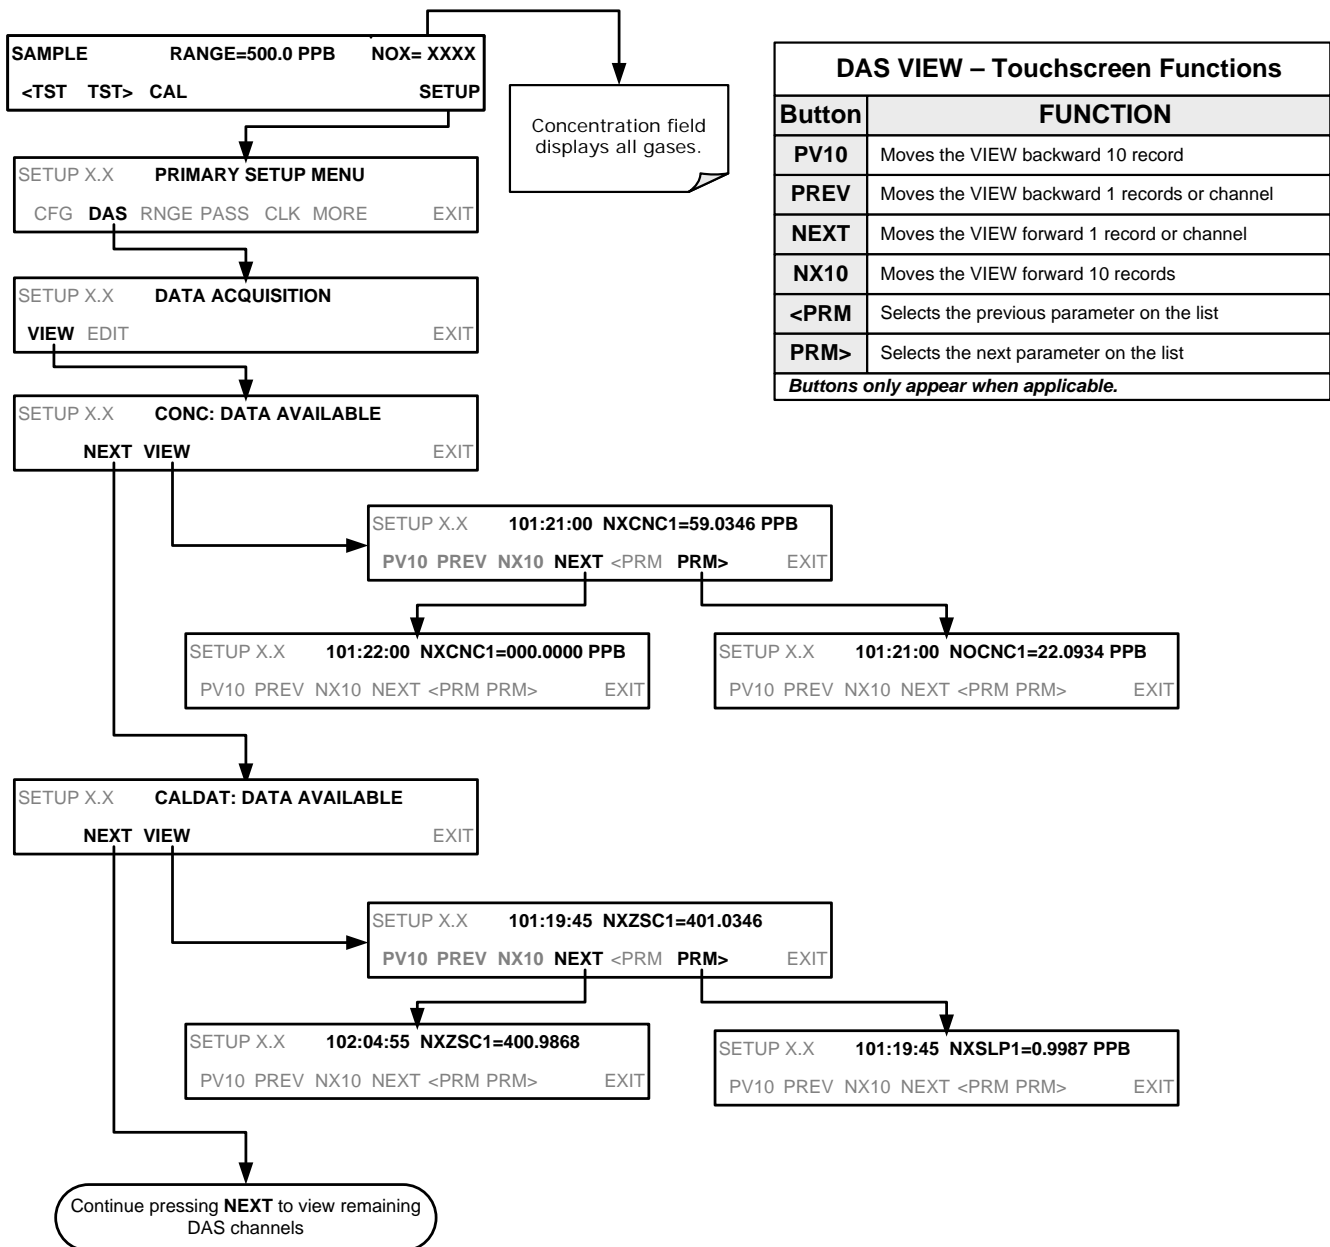 SAMPLE RANGE=500.0 PPB NOX= XXXX
<TST TST> CAL SETUP
Concentration field
displays all gases.
DAS VIEW – Touchscreen Functions
Button FUNCTION
PV10 Moves the VIEW backward 10 record
PREV Moves the VIEW backward 1 records or channel
NEXT Moves the VIEW forward 1 record or channel
NX10 Moves the VIEW forward 10 records
<PRM Selects the previous parameter on the list
PRM> Selects the next parameter on the list
Buttons only appear when applicable.
SETUP X.X PRIMARY SETUP MENU
CFG DAS RNGE PASS CLK MORE EXIT
SETUP X.X DATA ACQUISITION
VIEW EDIT EXIT
SETUP X.X CONC: DATA AVAILABLE
NEXT VIEW EXIT
SETUP X.X 101:21:00 NXCNC1=59.0346 PPB
PV10 PREV NX10 NEXT <PRM PRM> EXIT
SETUP X.X 101:22:00 NXCNC1=000.0000 PPB
PV10 PREV NX10 NEXT <PRM PRM> EXIT
SETUP X.X 101:21:00 NOCNC1=22.0934 PPB
PV10 PREV NX10 NEXT <PRM PRM> EXIT
SETUP X.X CALDAT: DATA AVAILABLE
NEXT VIEW EXIT
SETUP X.X 101:19:45 NXZSC1=401.0346
PV10 PREV NX10 NEXT <PRM PRM> EXIT
SETUP X.X 102:04:55 NXZSC1=400.9868
PV10 PREV NX10 NEXT <PRM PRM> EXIT
SETUP X.X 101:19:45 NXSLP1=0.9987 PPB
PV10 PREV NX10 NEXT <PRM PRM> EXIT
Continue pressing NEXT to view remaining
DAS channels